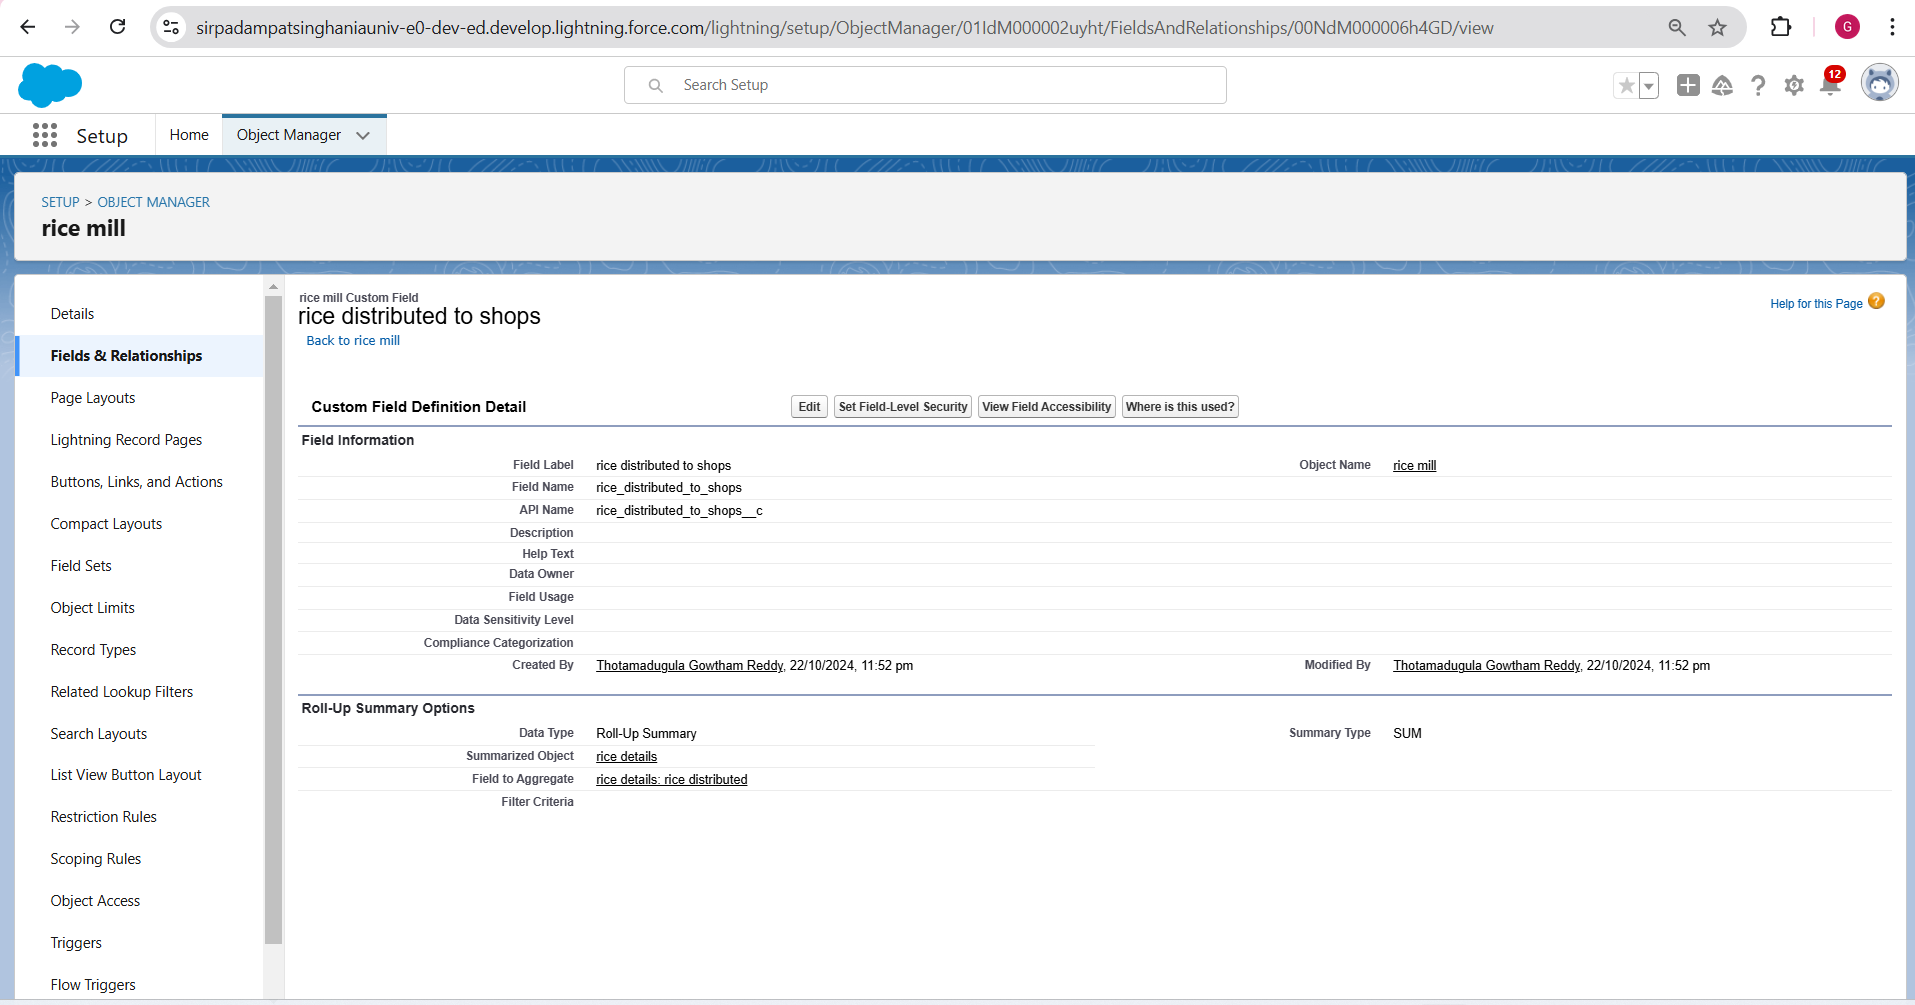 sirpadampatsinghaniauniv-e0-dev-ed.develop.lightning.force.com/lightning/setup/ObjectManager/01IdM000002uyht/FieldsAndRelationships/00NdM000006h4GD/view
G
Search Setup
12
Setup
Home
Object Manager
SETUP > OBJECT MANAGER
rice mill
Details
Fields & Relationships
Page Layouts
Lightning Record Pages
Buttons, Links, and Actions
Compact Layouts
Field Sets
Object Limits
Record Types
Related Lookup Filters
Search Layouts
List View Button Layout
Restriction Rules
Scoping Rules
Object Access
Triggers
Flow Triggers
rice mill Custom Field
rice distributed to shops
Back to rice mill
Help for this Page ?
Custom Field Definition Detail
Edit
Set Field-Level Security
View Field Accessibility
Where is this used?
Field Information
Field Label rice distributed to shops Object Name rice mill
Field Name rice_distributed_to_shops
API Name rice_distributed_to_shops__c
Description
Help Text
Data Owner
Field Usage
Data Sensitivity Level
Compliance Categorization
Created By Thotamadugula Gowtham Reddy, 22/10/2024, 11:52 pm Modified By Thotamadugula Gowtham Reddy, 22/10/2024, 11:52 pm
Roll-Up Summary Options
Data Type Roll-Up Summary Summary Type SUM
Summarized Object rice details
Field to Aggregate rice details: rice distributed
Filter Criteria